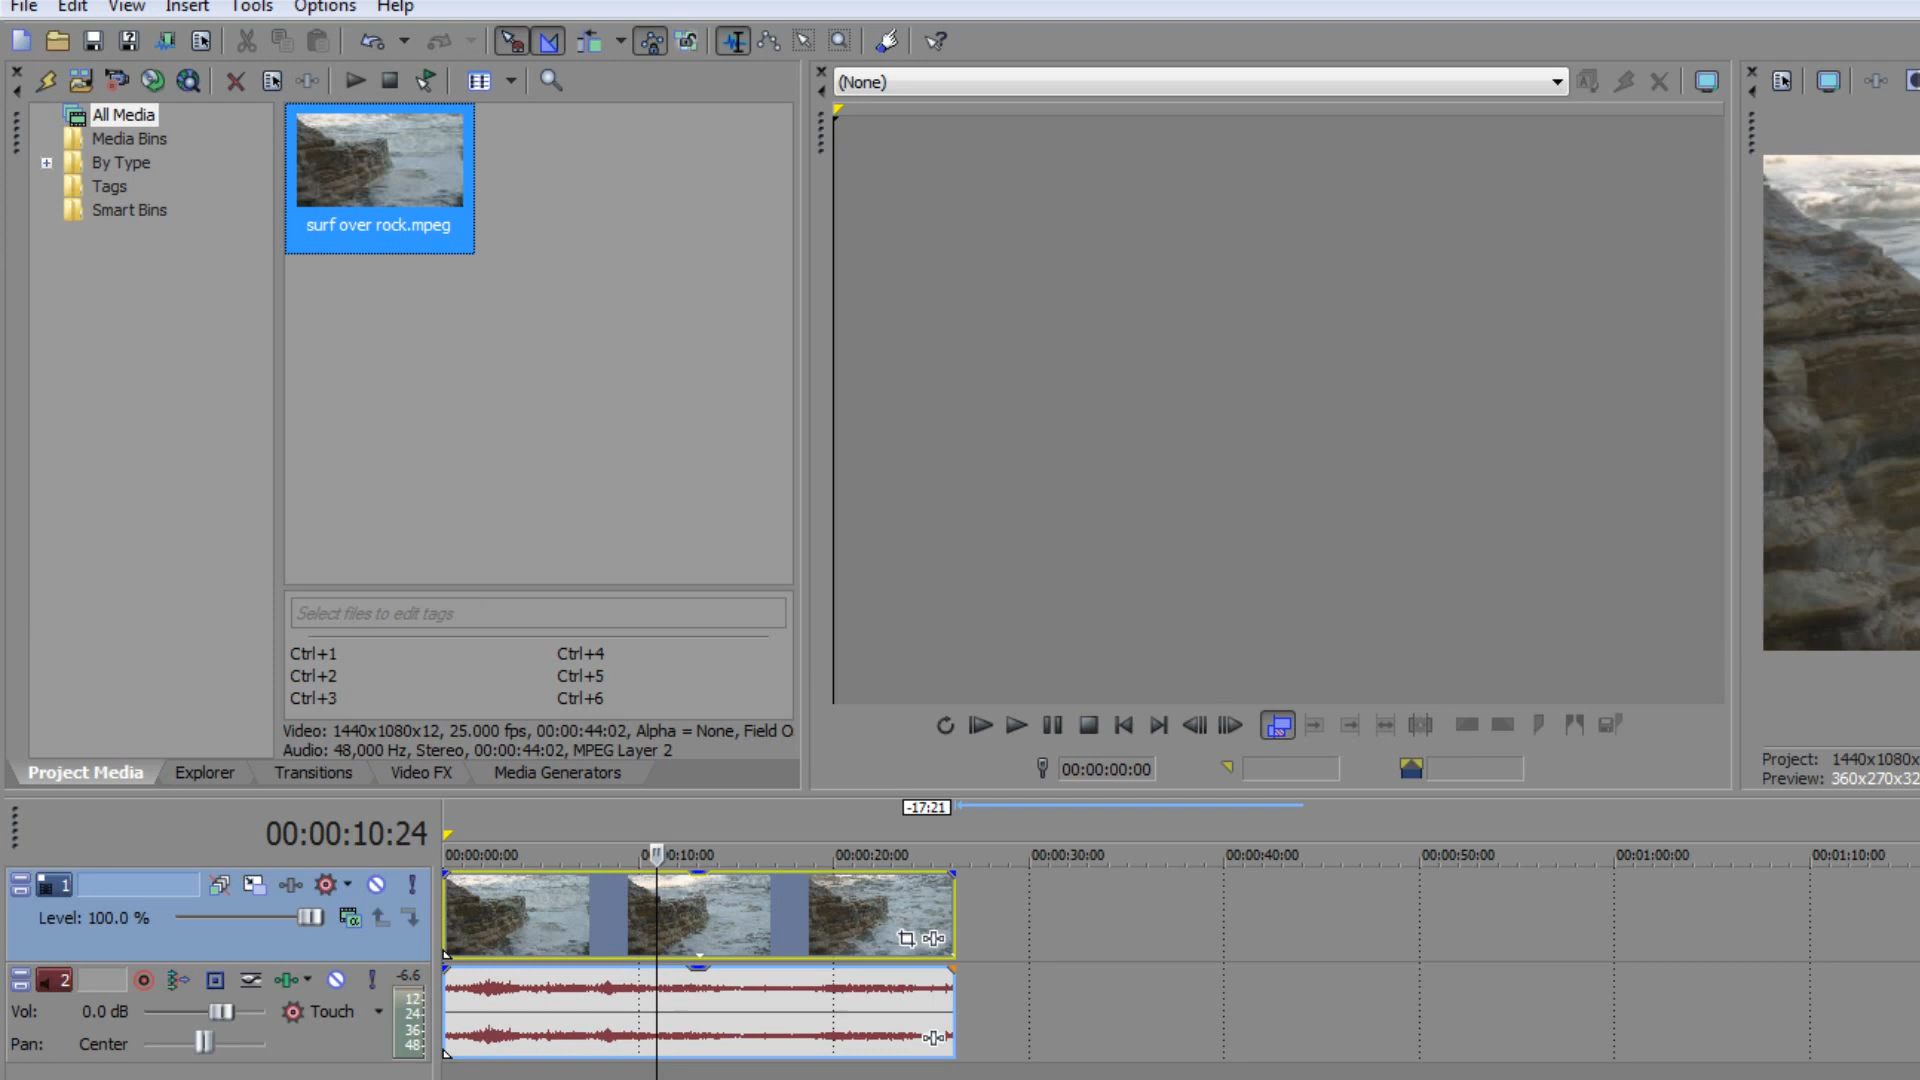 File Edit View Insert Tools Options Help
(None)
All Media
Media Bins
By Type
Tags
Smart Bins
surf over rock.mpeg
Select files to edit tags
Ctrl+1 Ctrl+4
Ctrl+2 Ctrl+5
Ctrl+3 Ctrl+6
Video: 1440x1080x12, 25.000 fps, 00:00:44:02, Alpha = None, Field O
Audio: 48,000 Hz, Stereo, 00:00:44:02, MPEG Layer 2
Project Media Explorer Transitions Video FX Media Generators
00:00:00:00
Project: 1440x1080x
Preview: 360x270x32
-17:21
00:00:10:24
00:00:00:00 00:00:20:00 00:00:30:00 00:00:40:00 00:00:50:00 00:01:00:00 00:01:10:00
1
Level: 100.0 %
2 -6.6
Vol: 0.0 dB Touch
Pan: Center
12
24
36
48